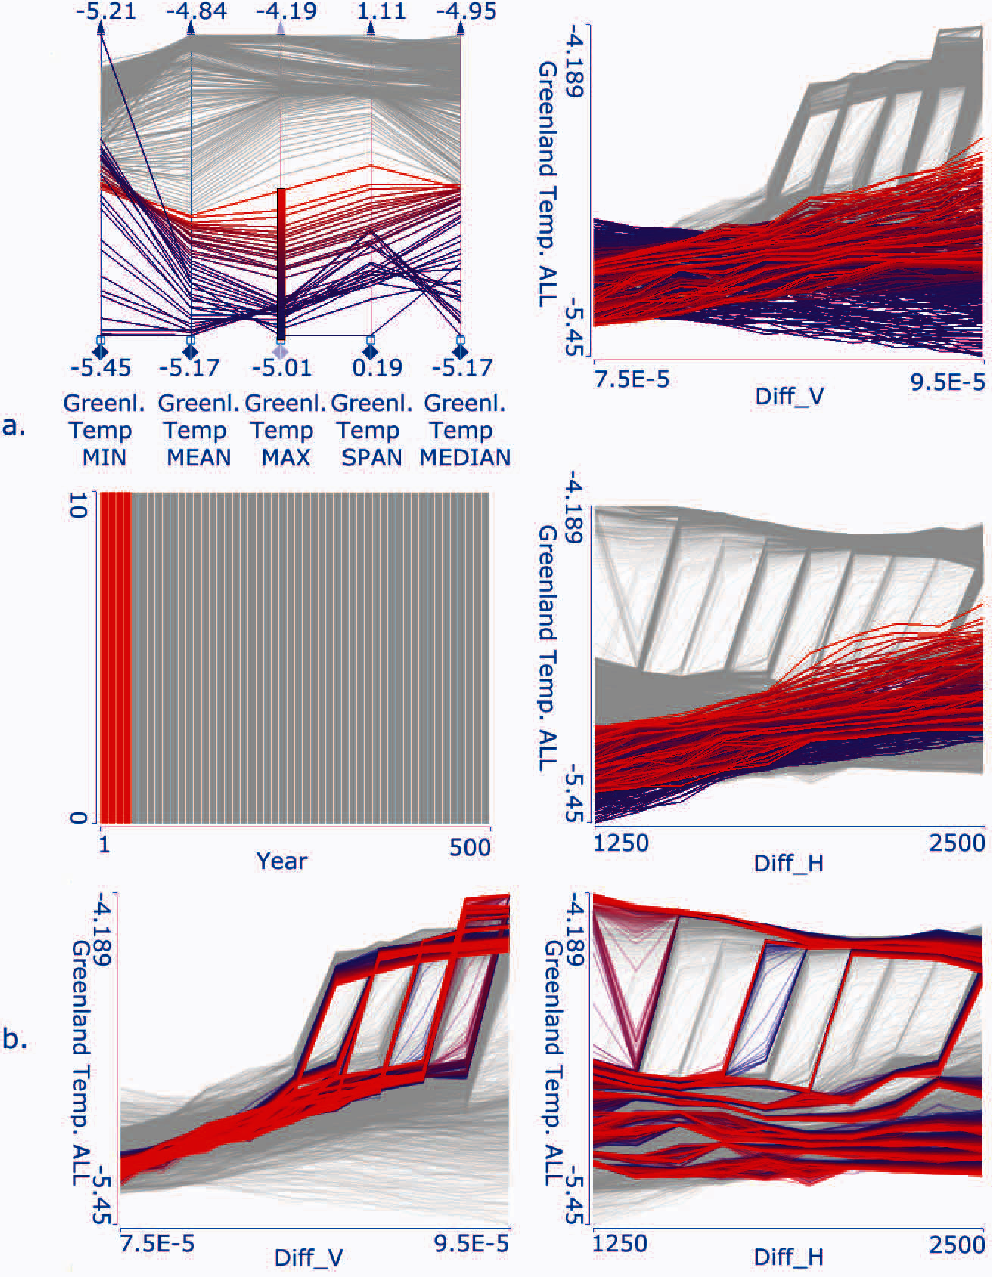 -5.21 -4.84 -4.19 1.11 -4.95
-5.45 -5.17 -5.01 0.19 -5.17
Greenl. Greenl. Greenl. Greenl. Greenl.
Temp Temp Temp Temp Temp
MIN MEAN MAX SPAN MEDIAN
a.
-4.189
Greenland Temp. ALL
-5.45
7.5E-5 9.5E-5
Diff_V
10
0
1 500
Year
-4.189
Greenland Temp. ALL
-5.45
1250 2500
Diff_H
b.
-4.189
Greenland Temp. ALL
-5.45
7.5E-5 9.5E-5
Diff_V
-4.189
Greenland Temp. ALL
-5.45
1250 2500
Diff_H